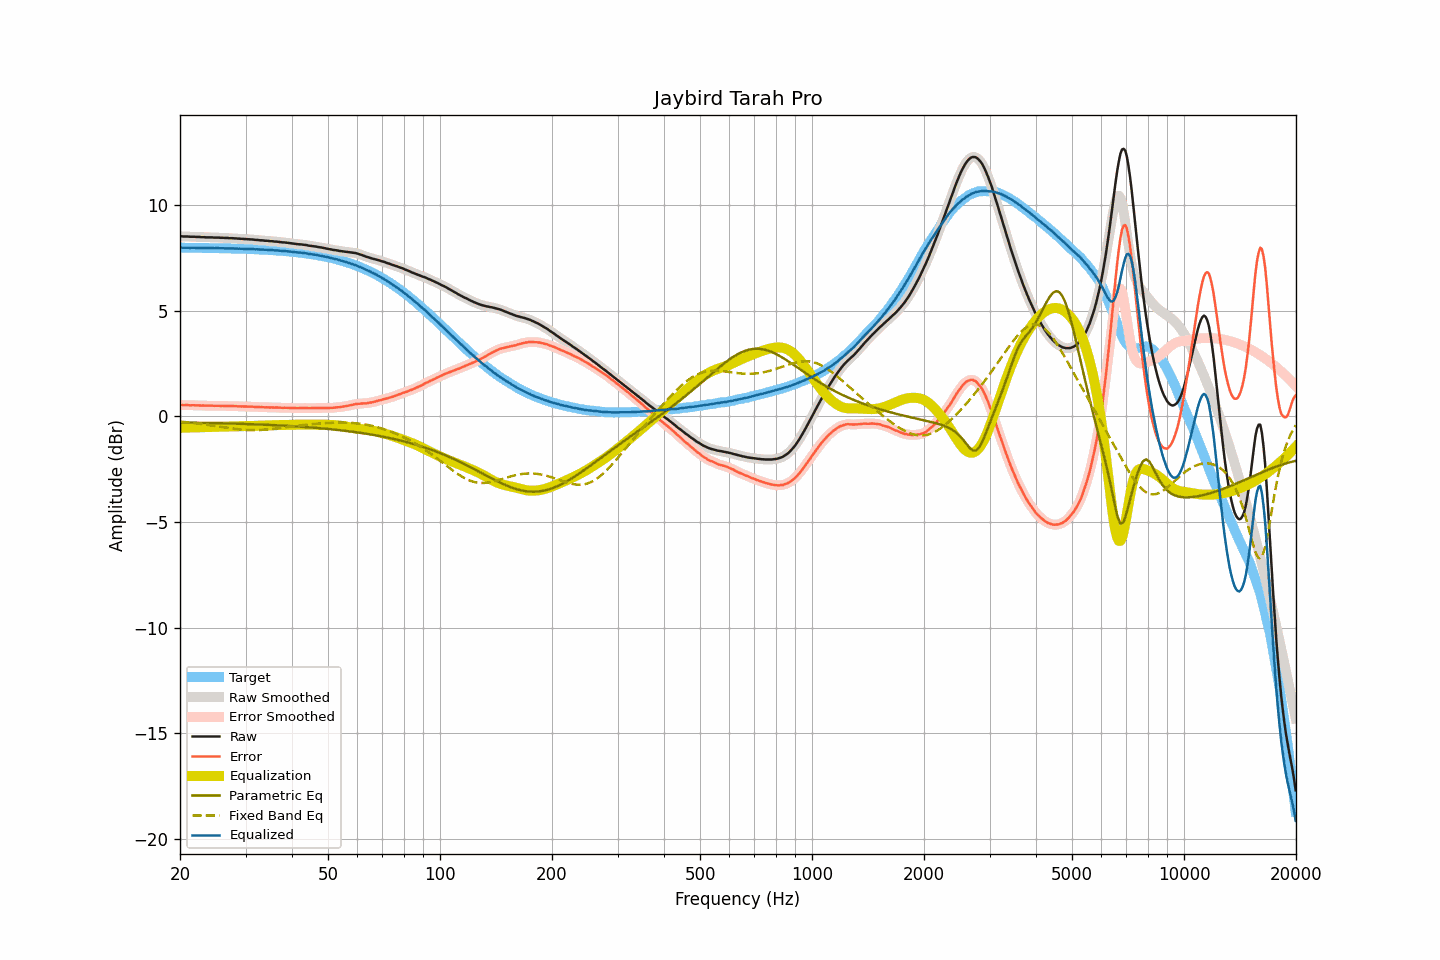 Jaybird Tarah Pro
Amplitude (dBr)
10
5
0
−5
−10
−15
−20
Target
Raw Smoothed
Error Smoothed
Raw
Error
Equalization
Parametric Eq
Fixed Band Eq
Equalized
20 50 100 200 500 1000 2000 5000 10000 20000
Frequency (Hz)